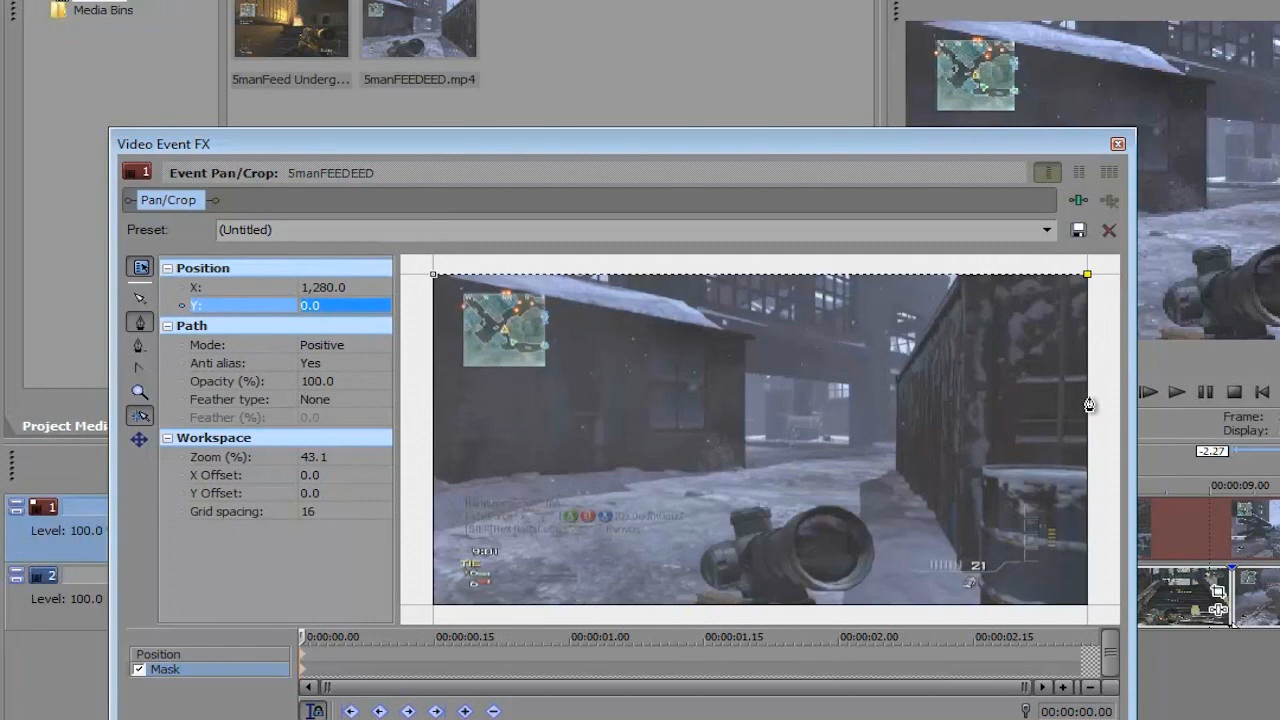 Media Bins
5manFeed Underg...
5manFEEDEED.mp4
Video Event FX
1
Event Pan/Crop: 5manFEEDEED
Pan/Crop
Preset:
(Untitled)
Position
X: 1,280.0
Y: 0.0
Path
Mode: Positive
Anti alias: Yes
Opacity (%): 100.0
Feather type: None
Feather (%): 0.0
Workspace
Zoom (%): 43.1
X Offset: 0.0
Y Offset: 0.0
Grid spacing: 16
21
Project Media
Frame:
Display:
-2.27
00:00:09.00
1
Level: 100.0
2
Level: 100.0
0:00:00.00
00:00:00.15
00:00:01.00
00:00:01.15
00:00:02.00
00:00:02.15
Position
Mask
00:00:00.00